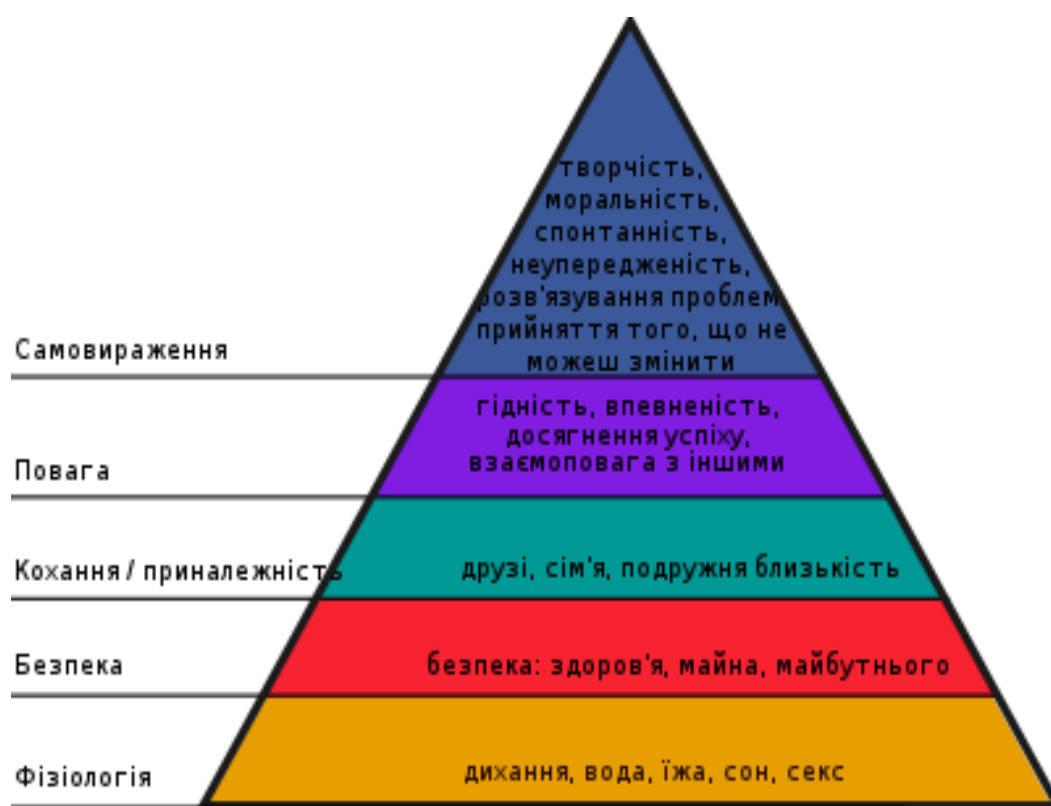 творчість,
моральність,
спонтанність,
неупередженість,
розв'язування проблем
прийняття того, що не
можеш змінити
Самовираження
гідність, впевненість,
досягнення успіху,
взаємоповага з іншими
Повага
друзі, сім'я, подружня близькість
Кохання / приналежність
безпека: здоров'я, майна, майбутнього
Безпека
дихання, вода, їжа, сон, секс
Фізіологія